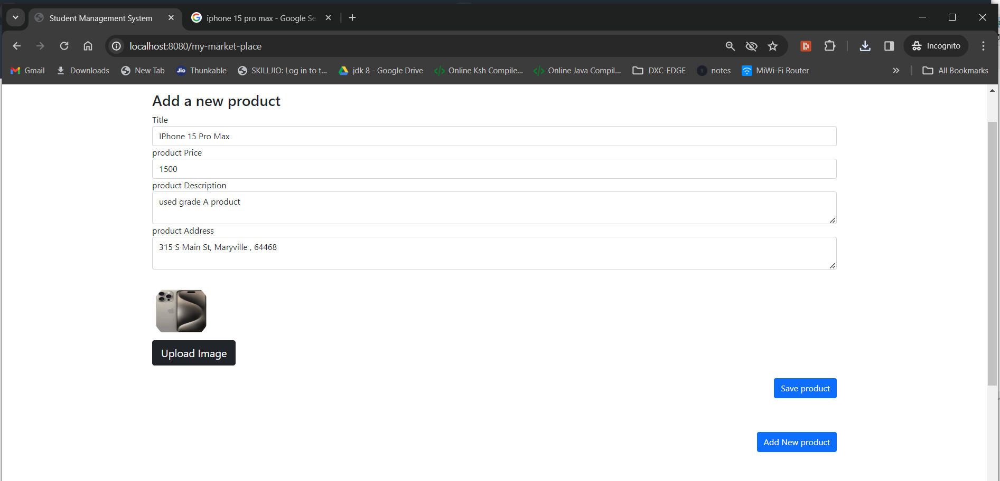 Student Management System
iphone 15 pro max - Google Se
localhost:8080/my-market-place
Incognito
Gmail
Downloads
New Tab
Jio
Thunkable
SKILLJIO: Log in to t...
jdk 8 - Google Drive
Online Ksh Compile...
Online Java Compil...
DXC-EDGE
notes
MiWi-Fi Router
All Bookmarks
Add a new product
Title
IPhone 15 Pro Max
product Price
1500
product Description
used grade A product
product Address
315 S Main St, Maryville , 64468
Upload Image
Save product
Add New product